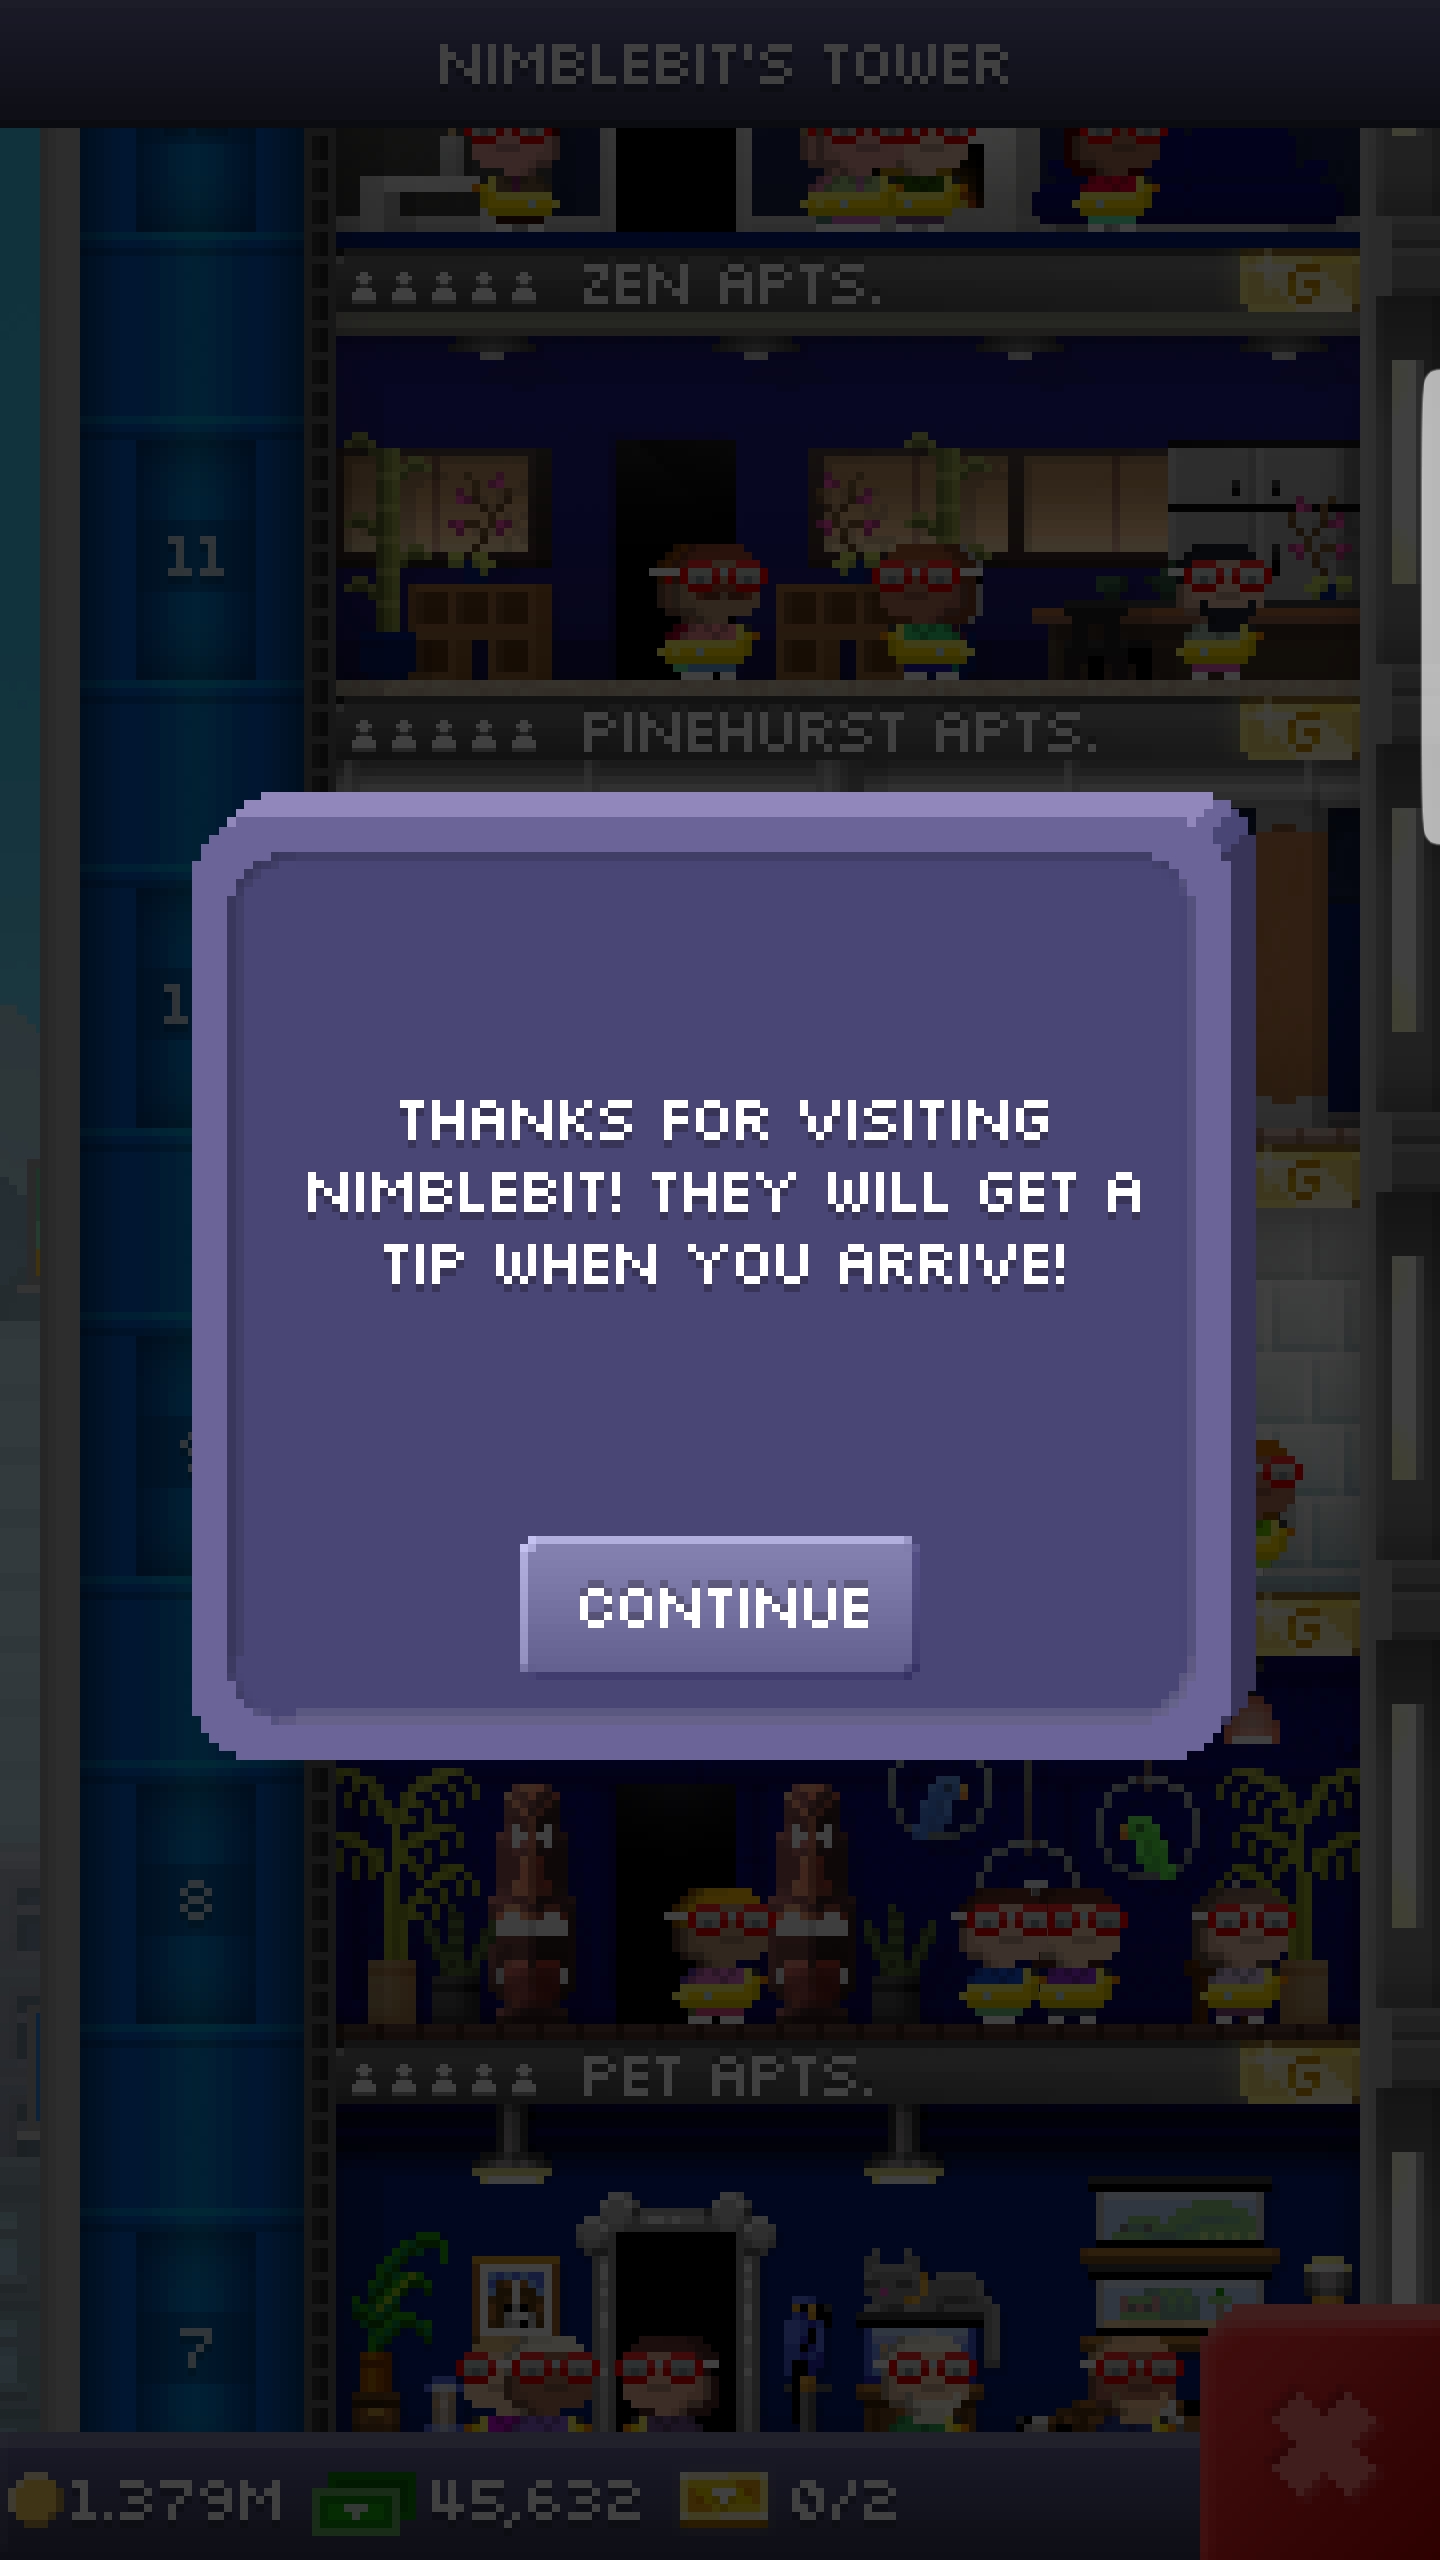 NIMBLEBIT'S TOWER
ZEN APTS.
G
11
PINEHURST APTS.
G
1
THANKS FOR VISITING
NIMBLEBIT! THEY WILL GET A
TIP WHEN YOU ARRIVE!
G
CONTINUE
G
8
PET APTS.
G
7
1.379M
45,632
0/2